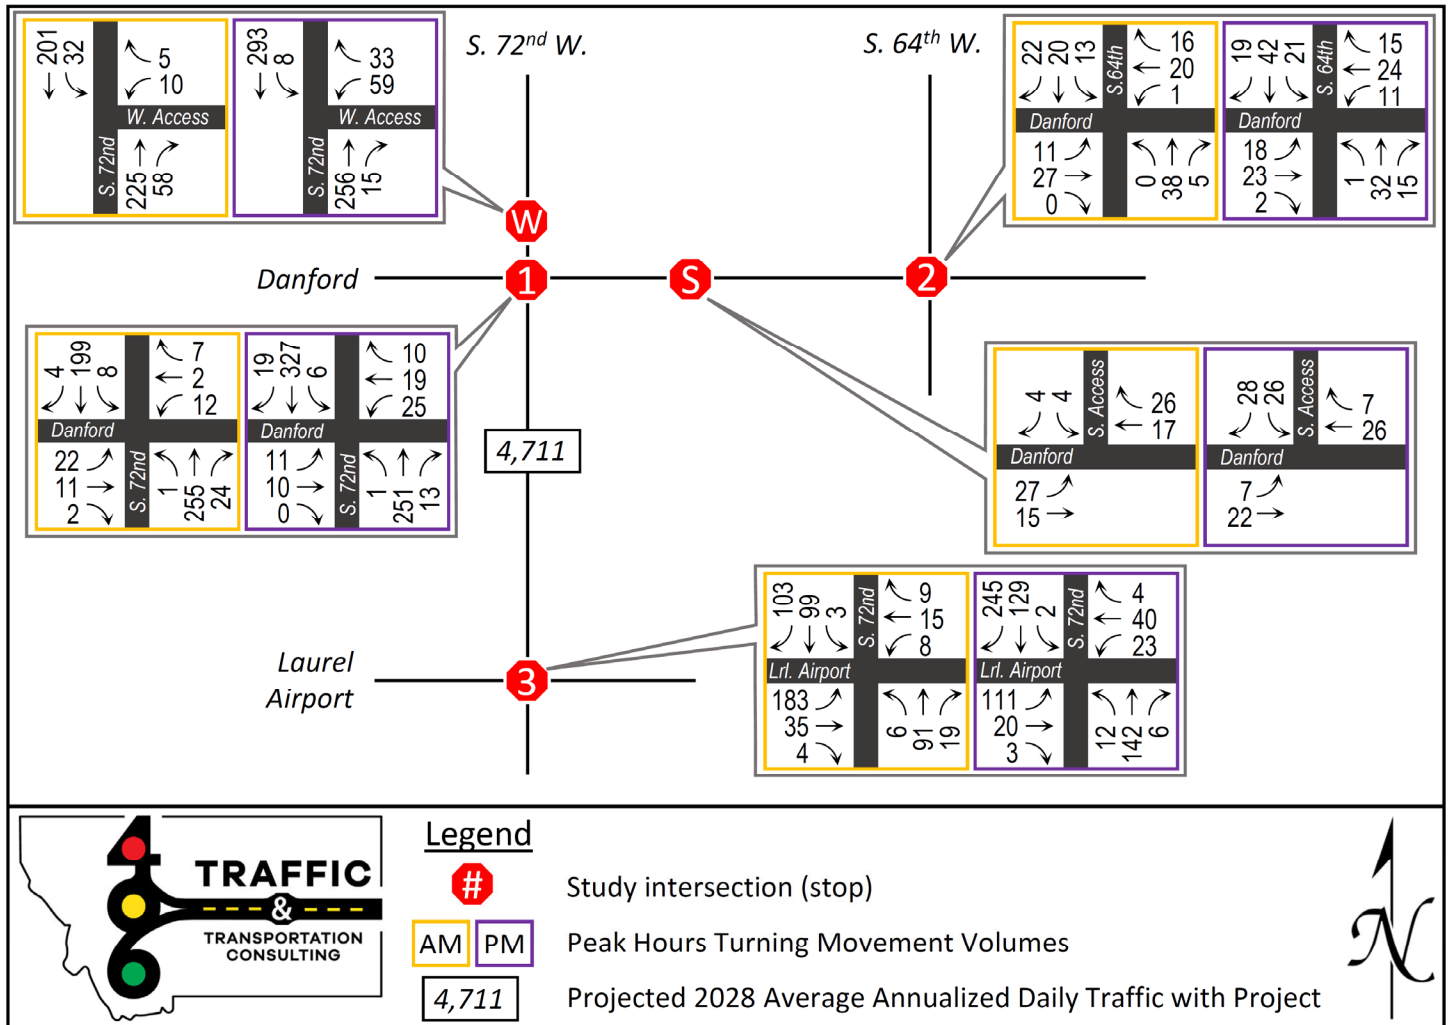 S. 72nd W.
S. 64th W.
201 32
5
10
W. Access
S. 72nd
225 58
293 8
33
59
W. Access
S. 72nd
256 15
22 20 13
S.64th
16
20
1
Danford
11
27
0
0 38 5
19 42 21
S. 64th
15
24
11
Danford
18
23
2
1 32 15
W
Danford
1
S
2
4 199 8
7
2
12
Danford
22
11
2
S. 72nd
1 255 24
19 327 6
10
19
25
Danford
11
10
0
S. 72nd
1 251 13
4,711
4 4
S. Access
26
17
Danford
27
15
28 26
S. Access
7
26
Danford
7
22
Laurel
Airport
3
103 99 3
S. 72nd
9
15
8
Lrl. Airport
183
35
4
6 91 19
245 129 2
S. 72nd
4
40
23
Lrl. Airport
111
20
3
12 142 6
406
TRAFFIC
&
TRANSPORTATION
CONSULTING
Legend
# Study intersection (stop)
AM PM Peak Hours Turning Movement Volumes
4,711 Projected 2028 Average Annualized Daily Traffic with Project
N